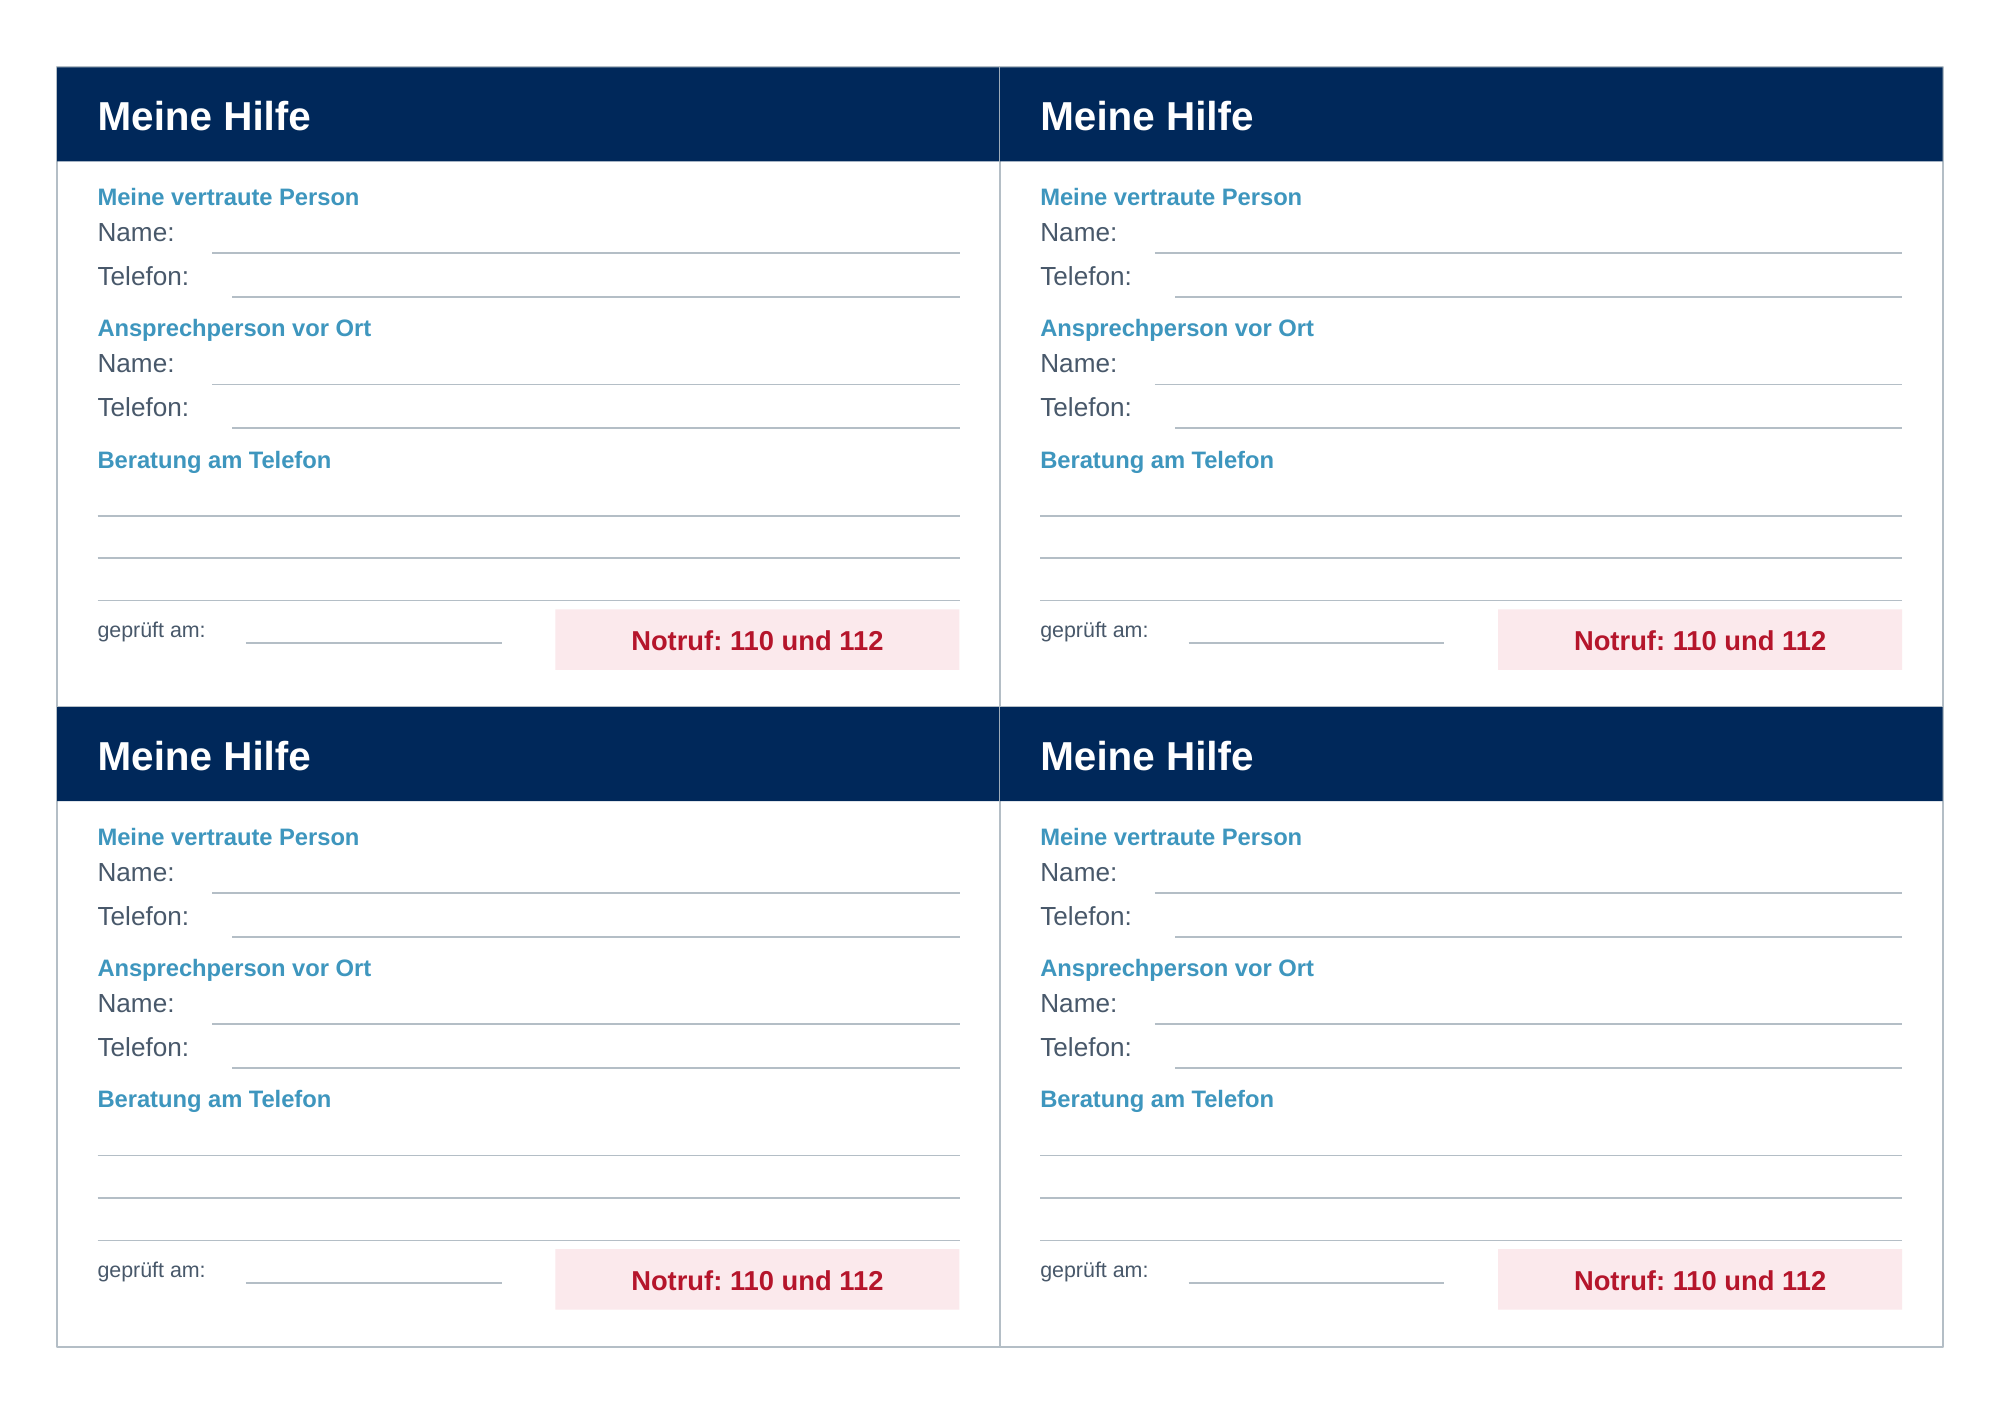 Meine Hilfe
Meine vertraute Person
Name:
Telefon:
Ansprechperson vor Ort
Name:
Telefon:
Beratung am Telefon
geprüft am:
Notruf: 110 und 112
Meine Hilfe
Meine vertraute Person
Name:
Telefon:
Ansprechperson vor Ort
Name:
Telefon:
Beratung am Telefon
geprüft am:
Notruf: 110 und 112
Meine Hilfe
Meine vertraute Person
Name:
Telefon:
Ansprechperson vor Ort
Name:
Telefon:
Beratung am Telefon
geprüft am:
Notruf: 110 und 112
Meine Hilfe
Meine vertraute Person
Name:
Telefon:
Ansprechperson vor Ort
Name:
Telefon:
Beratung am Telefon
geprüft am:
Notruf: 110 und 112